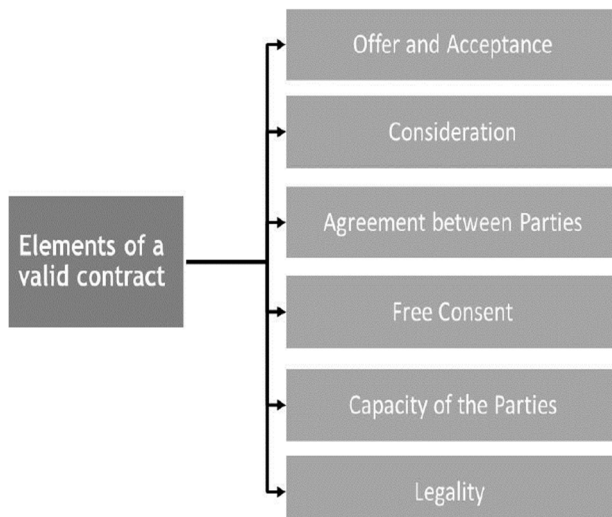 Offer and Acceptance
Consideration
Agreement between Parties
Elements of a
valid contract
Free Consent
Capacity of the Parties
Legality